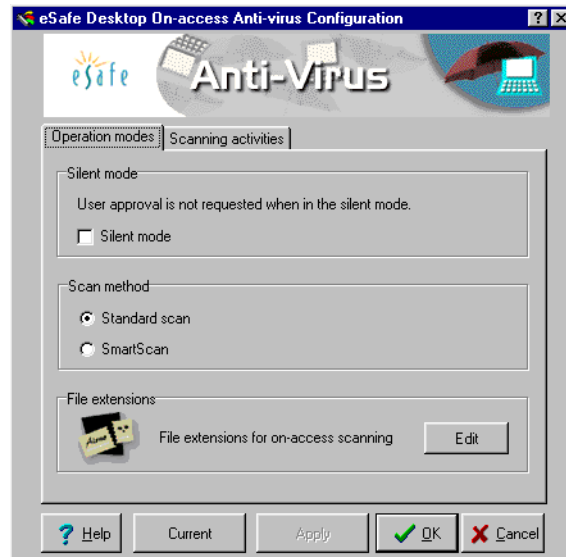 eSafe Desktop On-access Anti-virus Configuration
eSafe
Anti-Virus
Operation modes
Scanning activities
Silent mode
User approval is not requested when in the silent mode.
Silent mode
Scan method
Standard scan
SmartScan
File extensions
File extensions for on-access scanning
Edit
? Help
Current
Apply
OK
Cancel